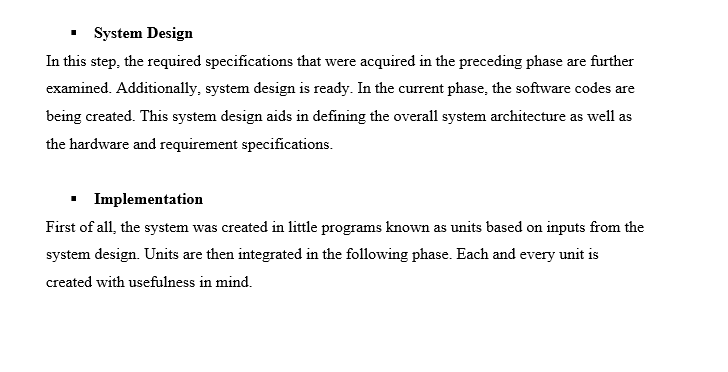 ▪ System Design
In this step, the required specifications that were acquired in the preceding phase are further
examined. Additionally, system design is ready. In the current phase, the software codes are
being created. This system design aids in defining the overall system architecture as well as
the hardware and requirement specifications.
▪ Implementation
First of all, the system was created in little programs known as units based on inputs from the
system design. Units are then integrated in the following phase. Each and every unit is
created with usefulness in mind.